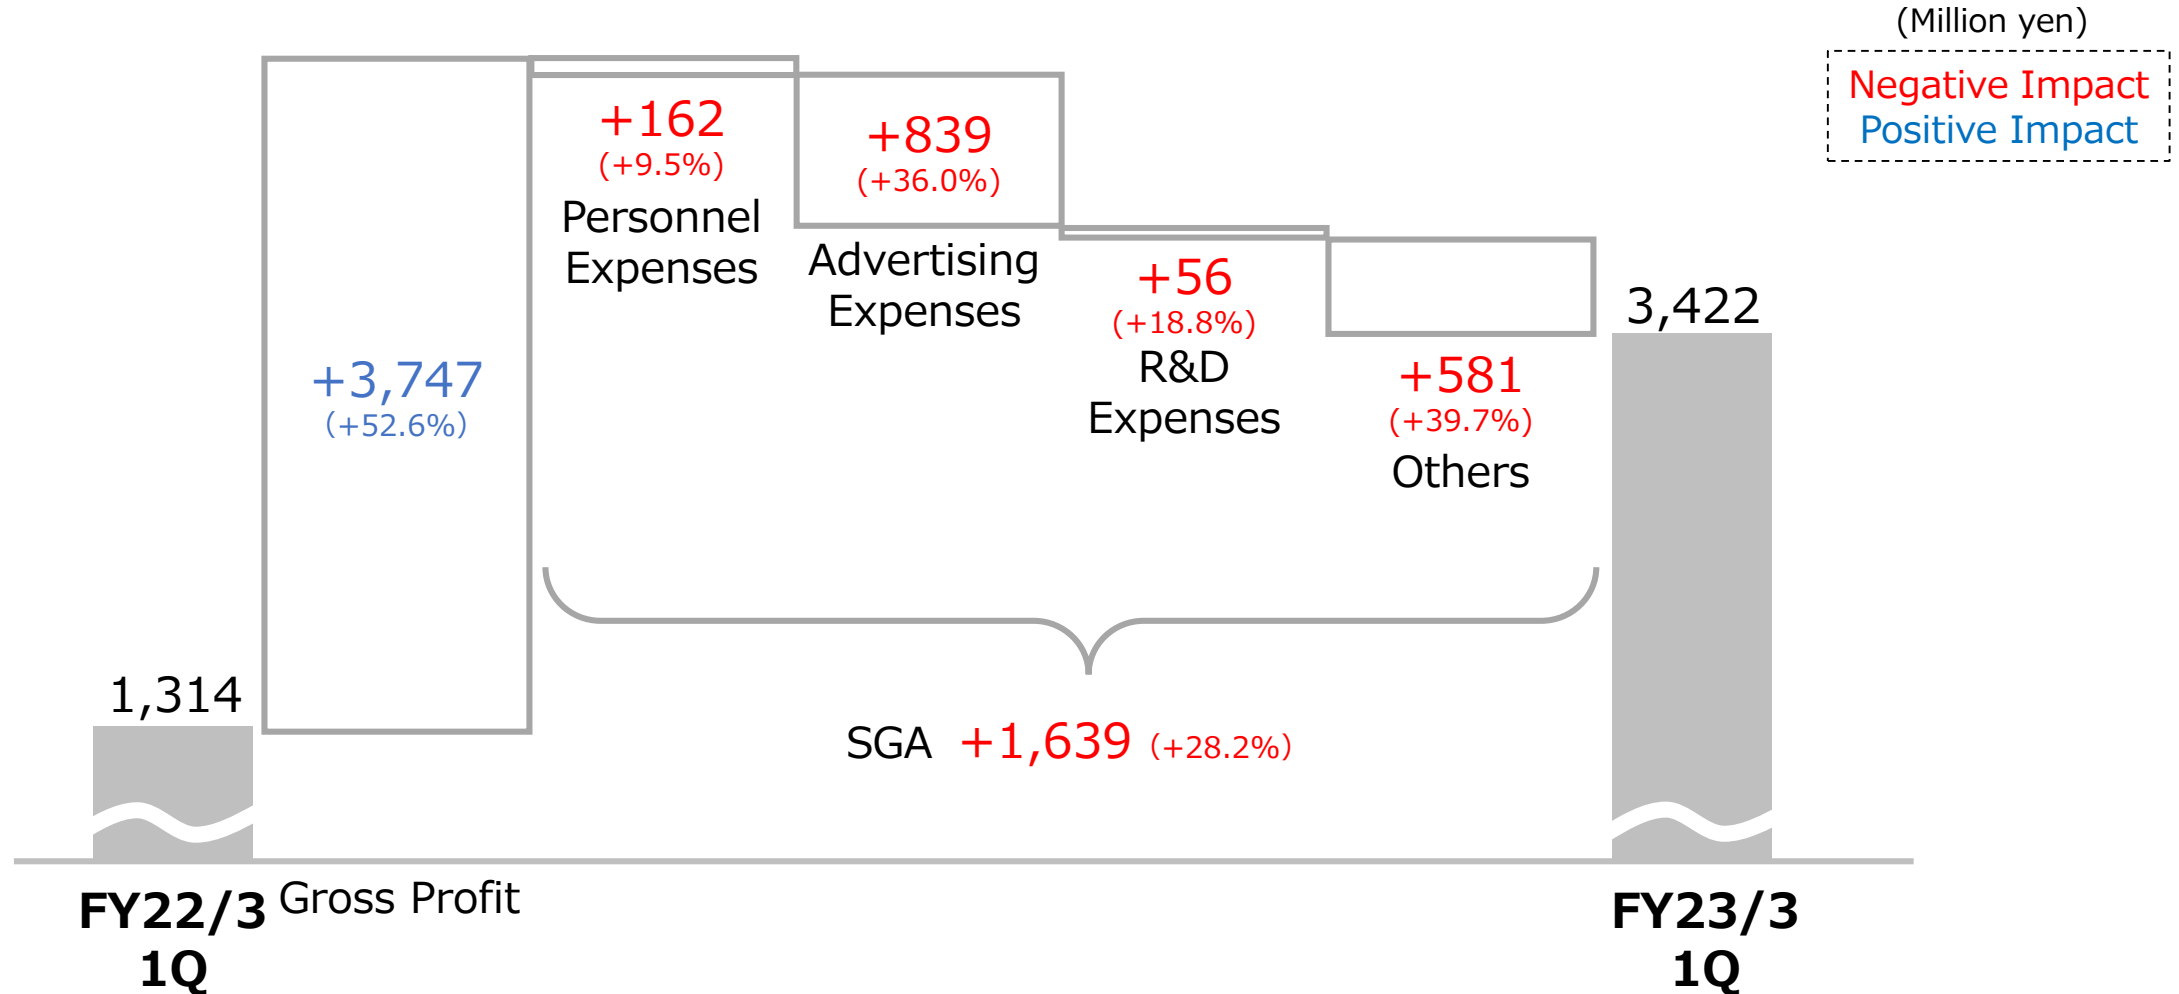 (Million yen)
Negative Impact
Positive Impact
+162
(+9.5%)
Personnel
Expenses
+839
(+36.0%)
Advertising
Expenses
+56
(+18.8%)
R&D
Expenses
+581
(+39.7%)
Others
3,422
+3,747
(+52.6%)
1,314
SGA +1,639 (+28.2%)
FY22/3
1Q
Gross Profit
FY23/3
1Q